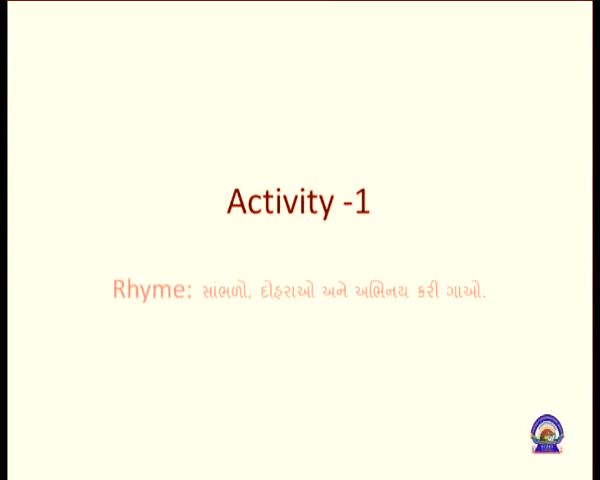 Activity -1
Rhyme: સાંભળો, દોહરાઓ અને અભિનય કરી ગાઓ.